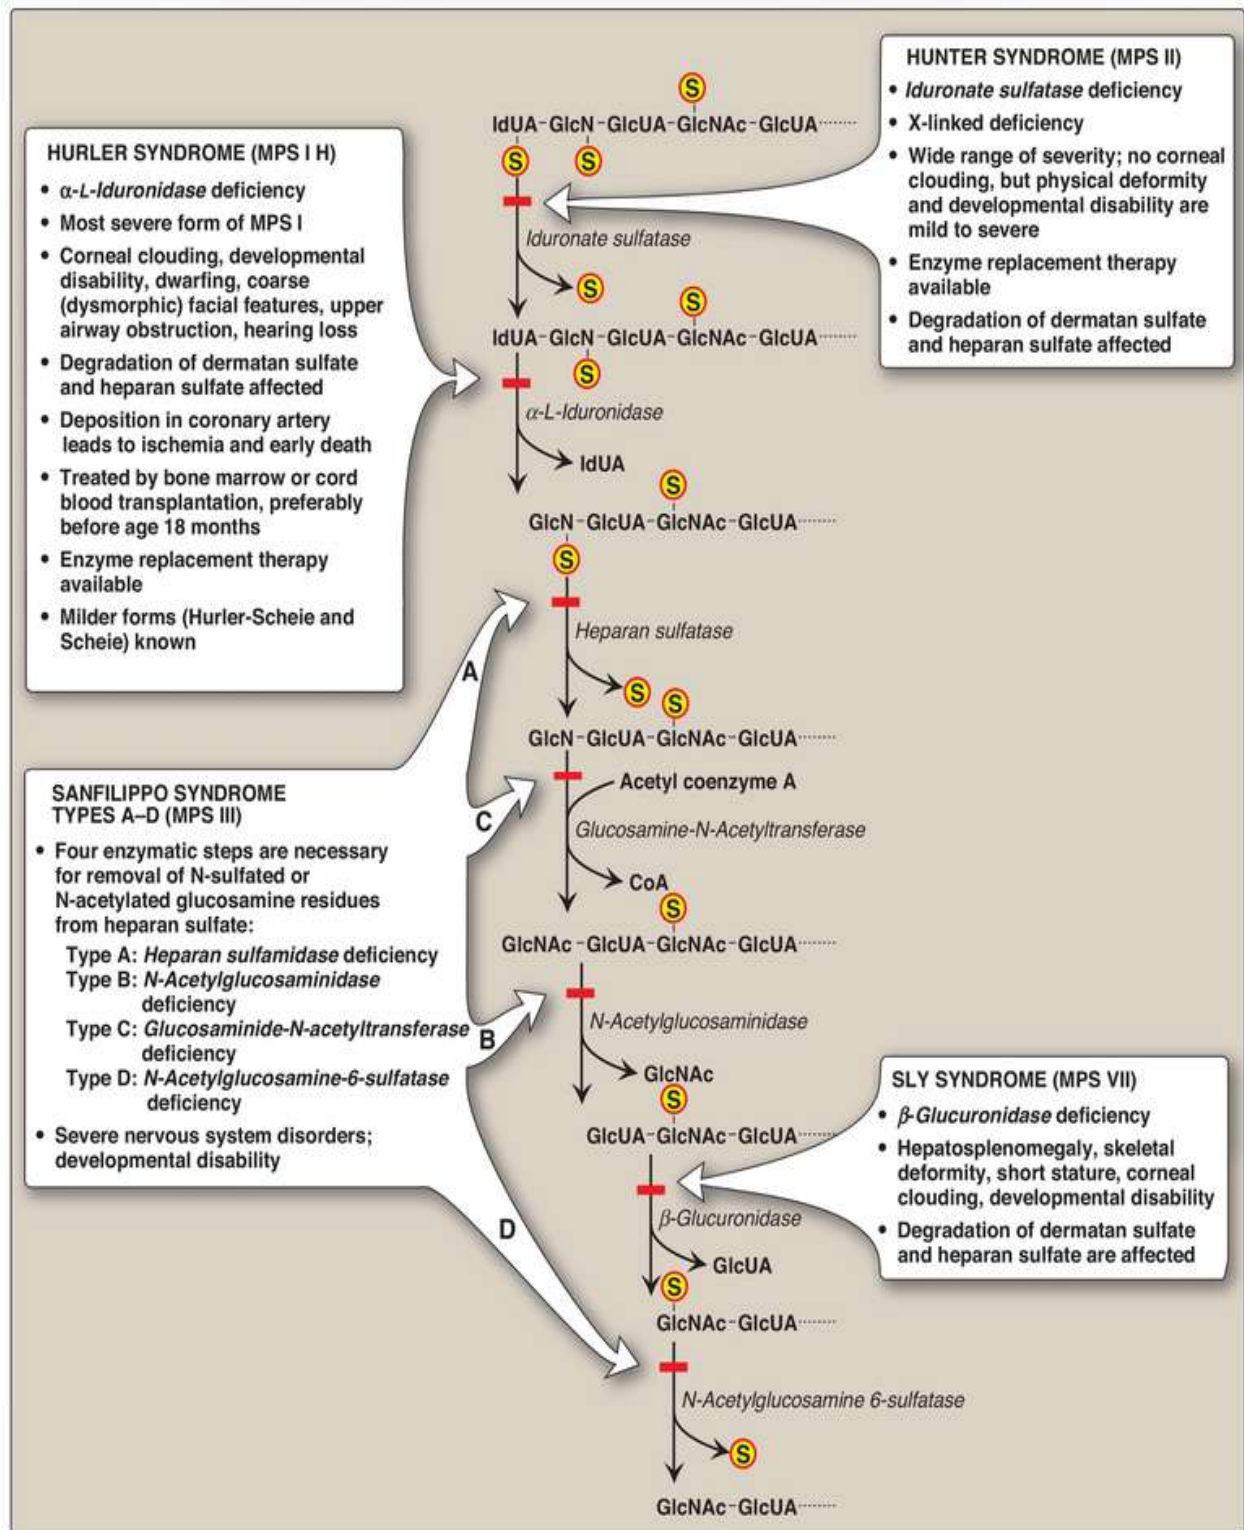 HUNTER SYNDROME (MPS II)
• Iduronate sulfatase deficiency
• X-linked deficiency
• Wide range of severity; no corneal
clouding, but physical deformity
and developmental disability are
mild to severe
• Enzyme replacement therapy
available
• Degradation of dermatan sulfate
and heparan sulfate affected
HURLER SYNDROME (MPS I H)
• α-L-Iduronidase deficiency
• Most severe form of MPS I
• Corneal clouding, developmental
disability, dwarfing, coarse
(dysmorphic) facial features, upper
airway obstruction, hearing loss
• Degradation of dermatan sulfate
and heparan sulfate affected
• Deposition in coronary artery
leads to ischemia and early death
• Treated by bone marrow or cord
blood transplantation, preferably
before age 18 months
• Enzyme replacement therapy
available
• Milder forms (Hurler-Scheie and
Scheie) known
S
IdUA-GlcN-GlcUA-GlcNAc-GlcUA........
S S
Iduronate sulfatase
S
S
IdUA-GlcN-GlcUA-GlcNAc-GlcUA........
S
α-L-Iduronidase
IdUA
S
GlcN-GlcUA-GlcNAc-GlcUA........
S
Heparan sulfatase
A
S
S
GlcN-GlcUA-GlcNAc-GlcUA........
Acetyl coenzyme A
C
Glucosamine-N-Acetyltransferase
CoA
S
GlcNAc-GlcUA-GlcNAc-GlcUA........
N-Acetylglucosaminidase
B
GlcNAc
S
GlcUA-GlcNAc-GlcUA........
β-Glucuronidase
D
GlcUA
S
GlcNAc-GlcUA........
N-Acetylglucosamine 6-sulfatase
S
GlcNAc-GlcUA........
SANFILIPPO SYNDROME
TYPES A–D (MPS III)
• Four enzymatic steps are necessary
for removal of N-sulfated or
N-acetylated glucosamine residues
from heparan sulfate:
Type A: Heparan sulfamidase deficiency
Type B: N-Acetylglucosaminidase
deficiency
Type C: Glucosaminide-N-acetyltransferase
deficiency
Type D: N-Acetylglucosamine-6-sulfatase
deficiency
• Severe nervous system disorders;
developmental disability
SLY SYNDROME (MPS VII)
• β-Glucuronidase deficiency
• Hepatosplenomegaly, skeletal
deformity, short stature, corneal
clouding, developmental disability
• Degradation of dermatan sulfate
and heparan sulfate are affected